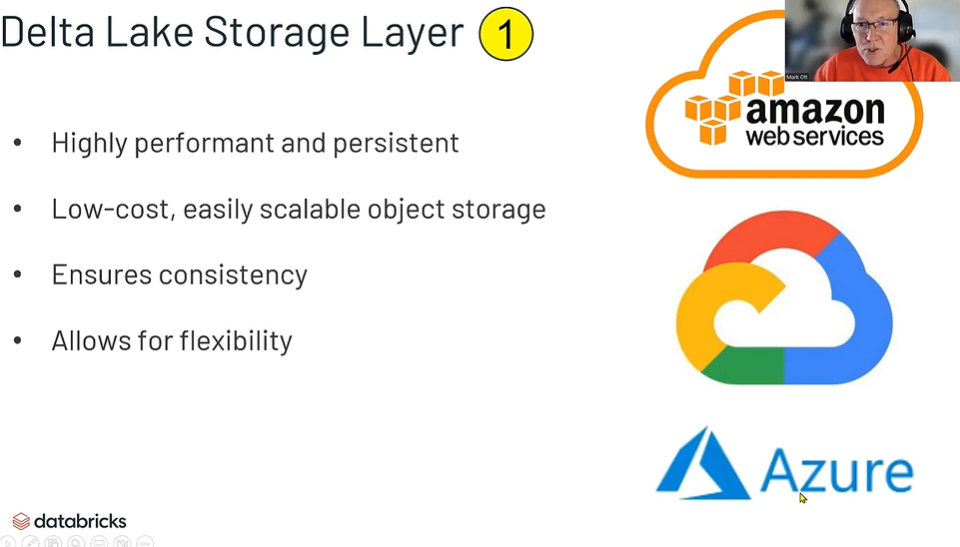 Delta Lake Storage Layer 1
• Highly performant and persistent
• Low-cost, easily scalable object storage
• Ensures consistency
• Allows for flexibility
amazon
web services
Mark Ott
Azure
databricks